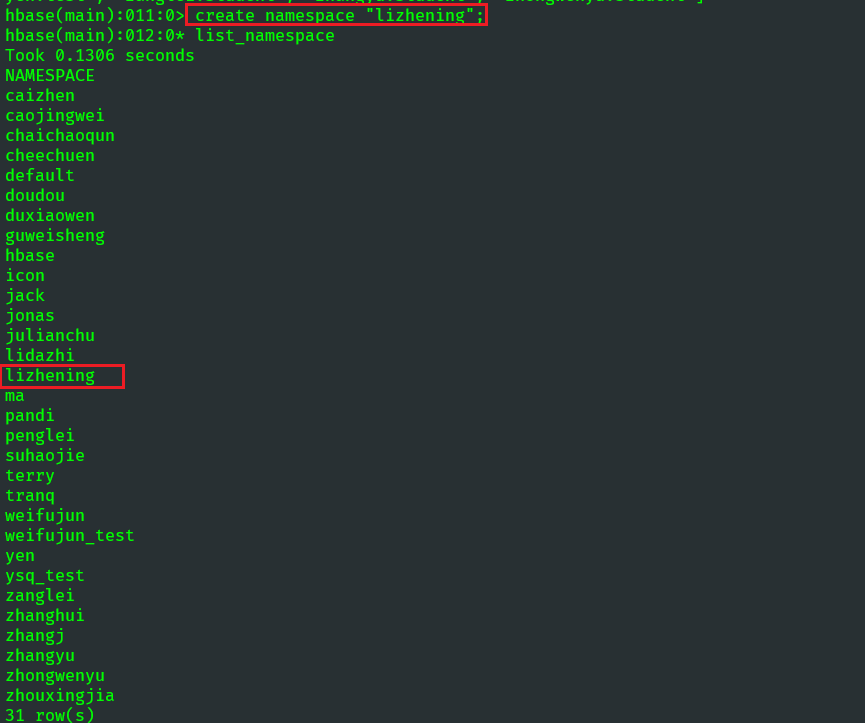 hbase(main):011:0> create namespace "lizhening";
hbase(main):012:0* list_namespace
Took 0.1306 seconds
NAMESPACE
caizhen
caojingwei
chaichaoqun
cheechuen
default
doudou
duxiaowen
guweisheng
hbase
icon
jack
jonas
julianchu
lidazhi
lizhening
ma
pandi
penglei
suhaojie
terry
tranq
weifujun
weifujun_test
yen
ysq_test
zanglei
zhanghui
zhangj
zhangyu
zhongwenyu
zhouxingjia
31 row(s)